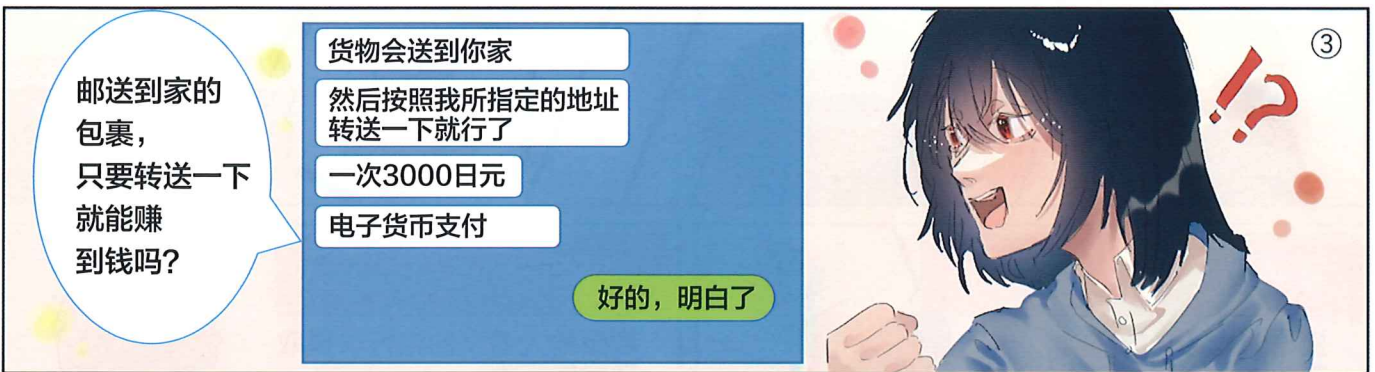 邮送到家的
包裹，
只要转送一下
就能赚
到钱吗？
货物会送到你家
然后按照我所指定的地址
转送一下就行了
一次3000日元
电子货币支付
好的，明白了
!?
③